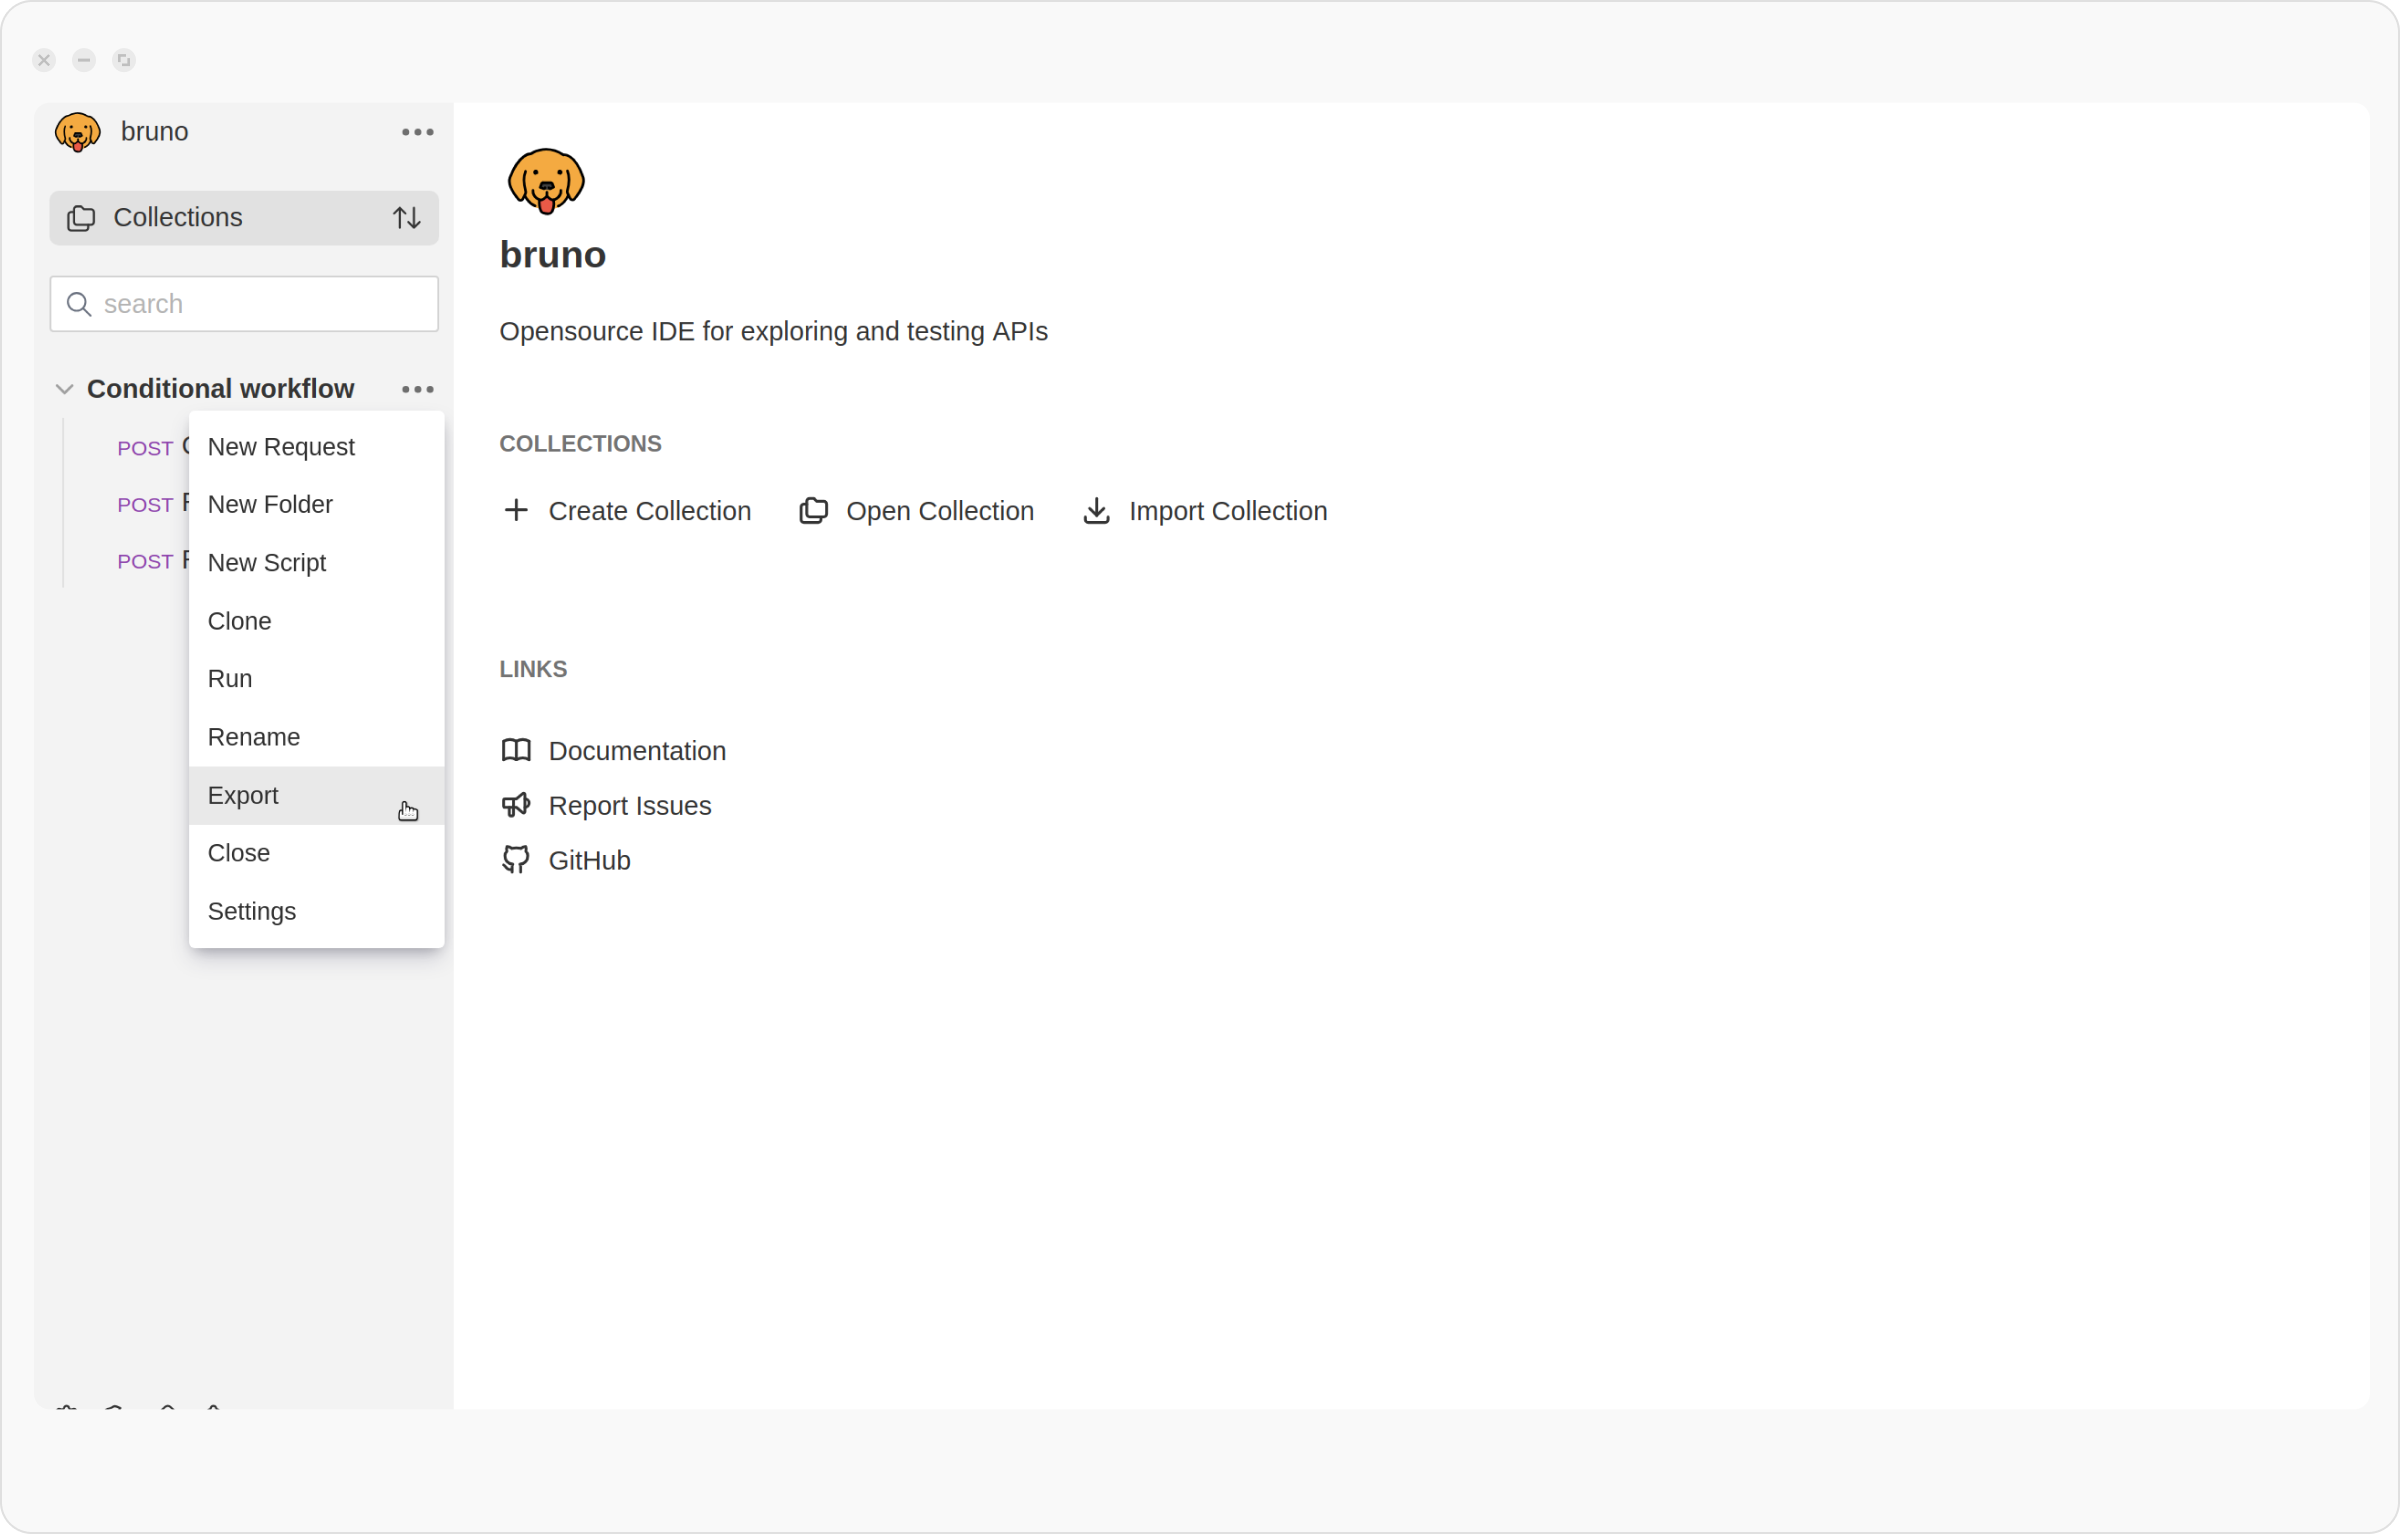 bruno
Collections
search
Conditional workflow
POST
POST
POST
New Request
New Folder
New Script
Clone
Run
Rename
Export
Close
Settings
bruno
Opensource IDE for exploring and testing APIs
COLLECTIONS
Create Collection
Open Collection
Import Collection
LINKS
Documentation
Report Issues
GitHub